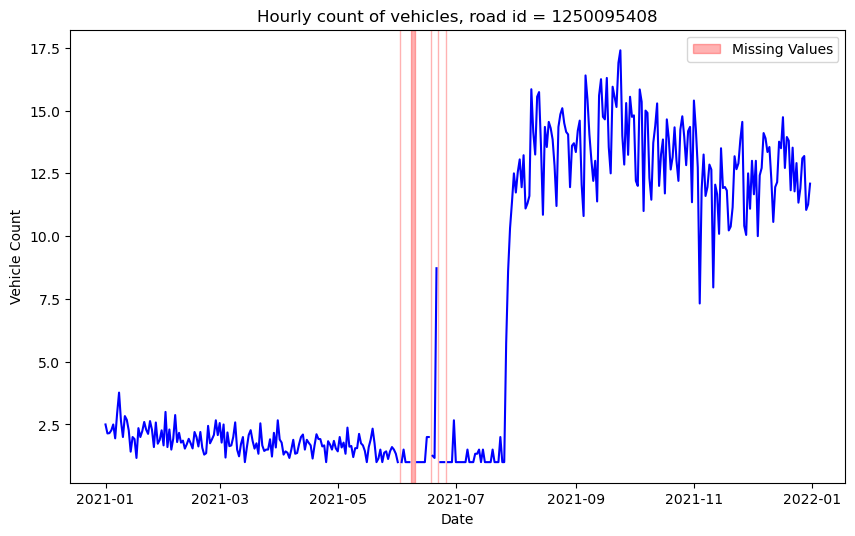 Hourly count of vehicles, road id = 1250095408
Missing Values
17.5
15.0
12.5
10.0
7.5
5.0
2.5
Vehicle Count
2021-01 2021-03 2021-05 2021-07 2021-09 2021-11 2022-01
Date